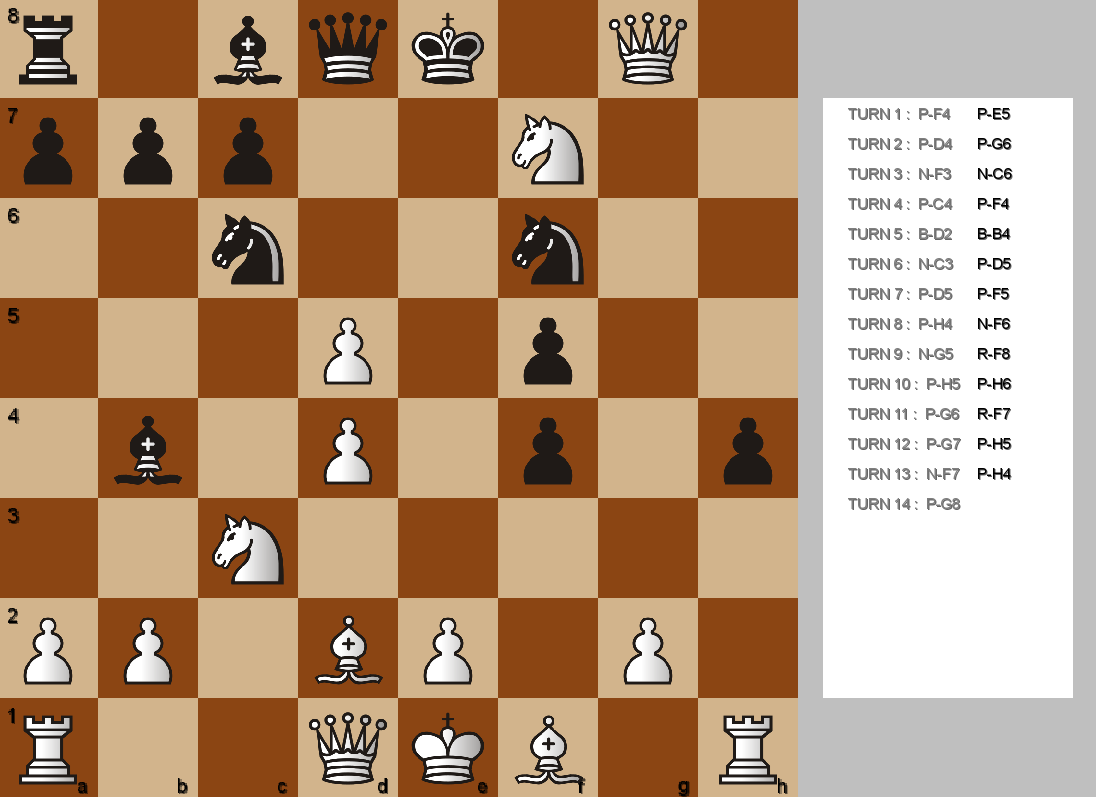 8
TURN 1 : P-F4 P-E5
7
TURN 2 : P-D4 P-G6
TURN 3 : N-F3 N-C6
TURN 4 : P-C4 P-F4
6
TURN 5 : B-D2 B-B4
TURN 6 : N-C3 P-D5
TURN 7 : P-D5 P-F5
5
TURN 8 : P-H4 N-F6
TURN 9 : N-G5 R-F8
TURN 10 : P-H5 P-H6
4
TURN 11 : P-G6 R-F7
TURN 12 : P-G7 P-H5
TURN 13 : N-F7 P-H4
TURN 14 : P-G8
3
2
1
a b c d e f g h